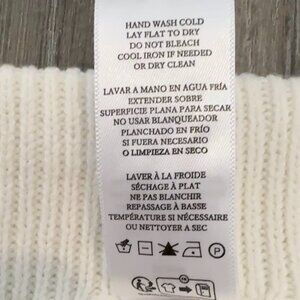 HAND WASH COLD
LAY FLAT TO DRY
DO NOT BLEACH
COOL IRON IF NEEDED
OR DRY CLEAN
LAVAR A MANO EN AGUA FRÍA
EXTENDER SOBRE
SUPERFICIE PLANA PARA SECAR
NO USAR BLANQUEADOR
PLANCHADO EN FRÍO
SI FUERA NECESARIO
O LIMPIEZA EN SECO
LAVER À LA FROIDE
SÉCHAGE À PLAT
NE PAS BLANCHIR
REPASSAGE À BASSE
TEMPÉRATURE SI NÉCESSAIRE
OU NETTOYER A SEC